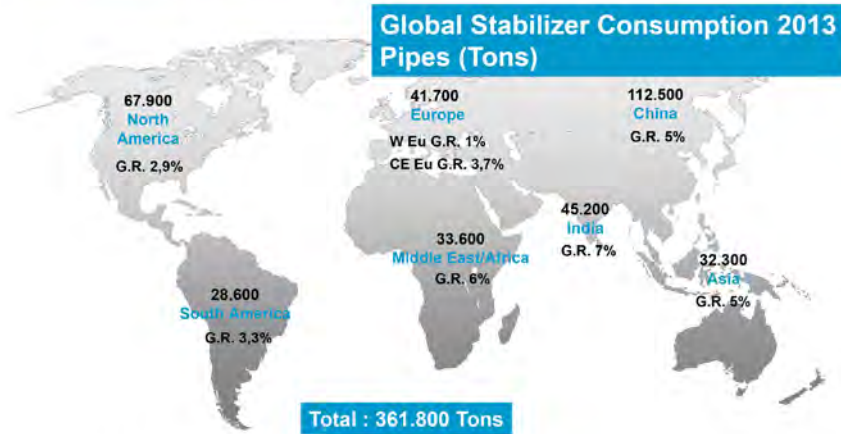 Global Stabilizer Consumption 2013
Pipes (Tons)
67.900
North
America
G.R. 2,9%
41.700
Europe
W Eu G.R. 1%
CE Eu G.R. 3,7%
112.500
China
G.R. 5%
45.200
India
G.R. 7%
33.600
Middle East/Africa
G.R. 6%
32.300
Asia
G.R. 5%
28.600
South America
G.R. 3,3%
Total : 361.800 Tons